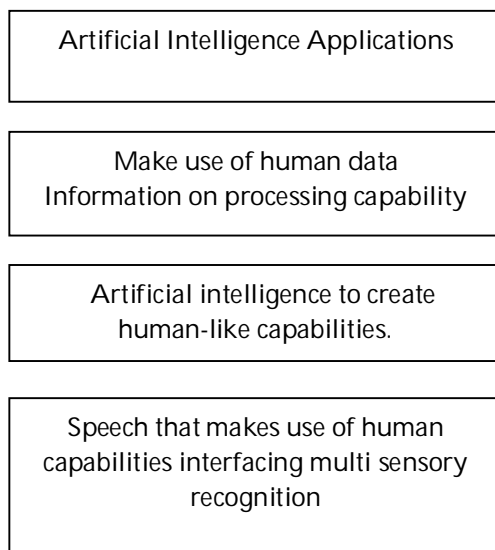 Artificial Intelligence Applications
Make use of human data
Information on processing capability
Artificial intelligence to create
human-like capabilities.
Speech that makes use of human
capabilities interfacing multi sensory
recognition